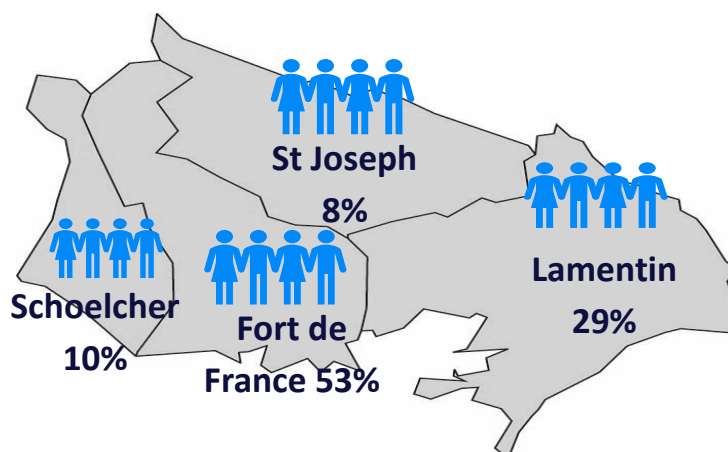 St Joseph
8%
Lamentin
29%
Schoelcher
10%
Fort de
France 53%